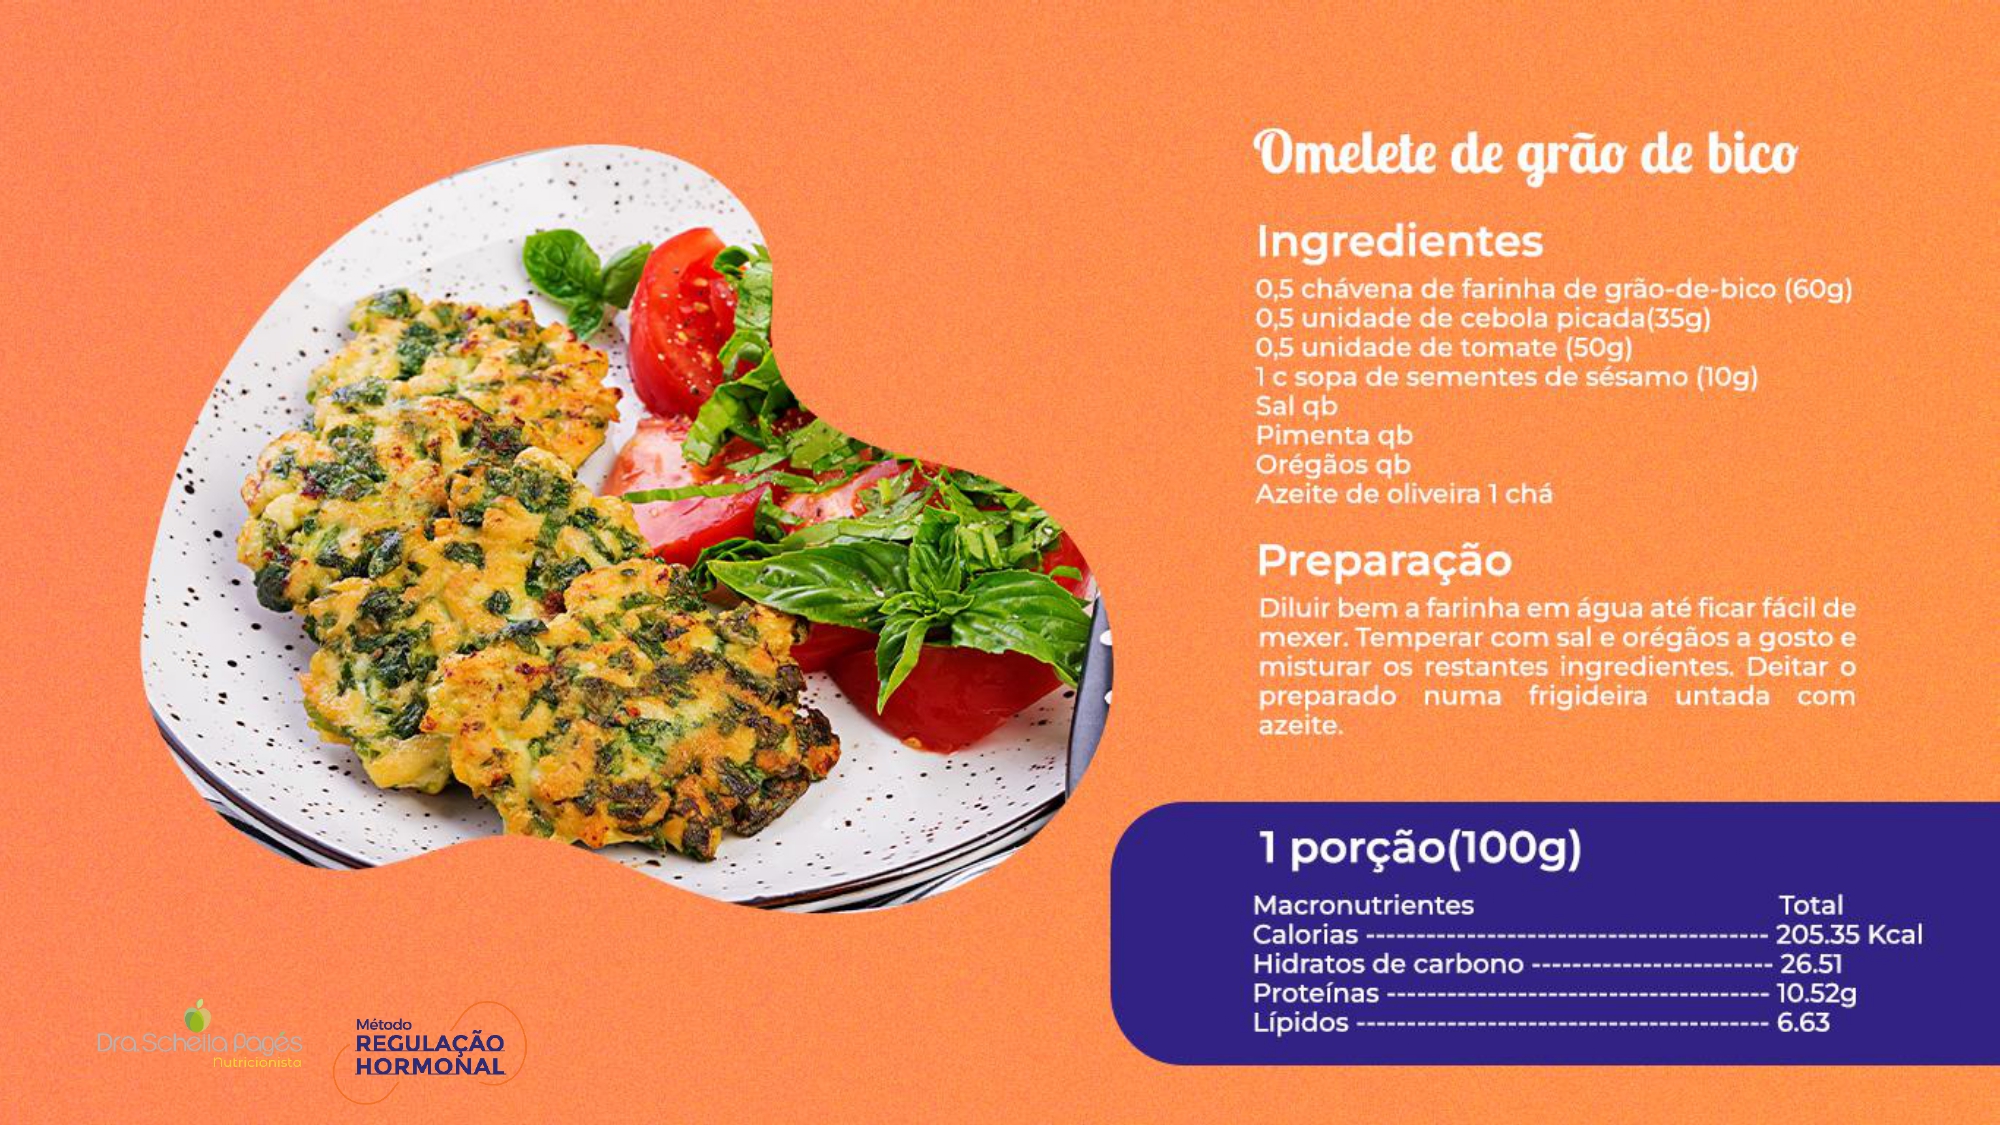 Omelete de grão de bico
Ingredientes
0,5 chávena de farinha de grão-de-bico (60g)
0,5 unidade de cebola picada(35g)
0,5 unidade de tomate (50g)
1 c sopa de sementes de sésamo (10g)
Sal qb
Pimenta qb
Orégãos qb
Azeite de oliveira 1 chá
Preparação
Diluir bem a farinha em água até ficar fácil de
mexer. Temperar com sal e orégãos a gosto e
misturar os restantes ingredientes. Deitar o
preparado numa frigideira untada com
azeite.
1 porção(100g)
Macronutrientes Total
Calorias ---------------------------------------- 205.35 Kcal
Hidratos de carbono ------------------------ 26.51
Proteínas -------------------------------------- 10.52g
Lípidos ----------------------------------------- 6.63
Dra. Scheila Pagés
Nutricionista
Método
REGULAÇÃO
HORMONAL